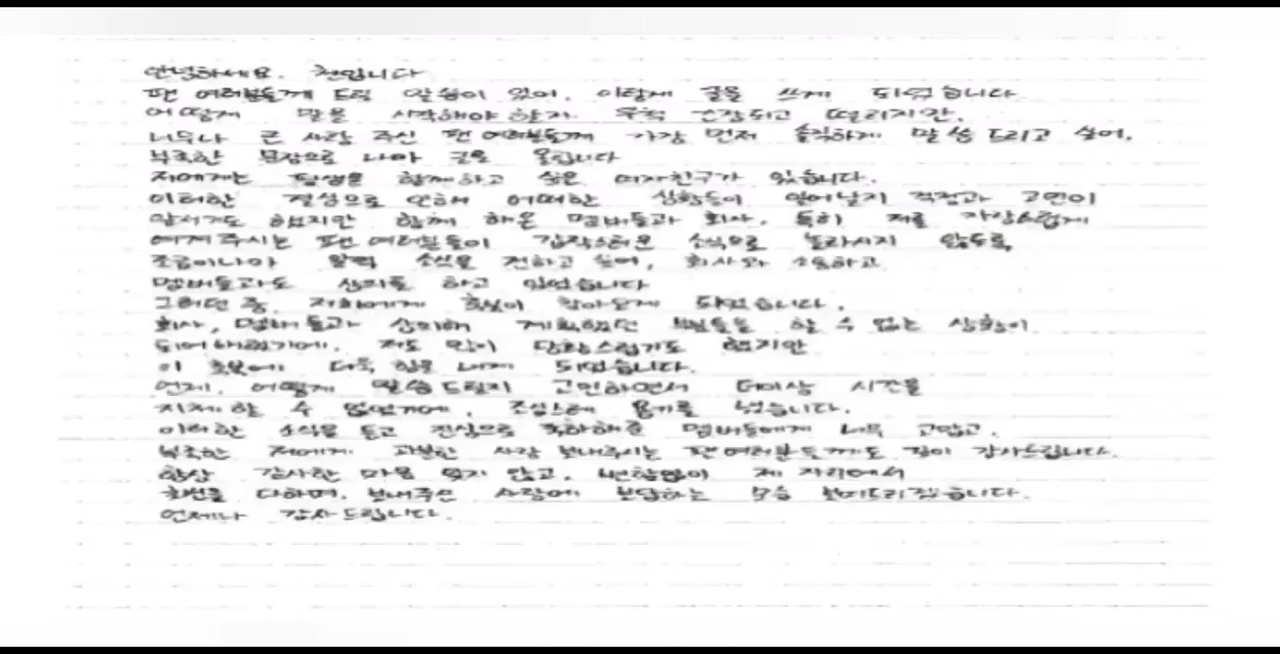 안녕하세요. 첸입니다
팬 여러분들께 드릴 말씀이 있어, 이렇게 글을 쓰게 되었습니다
어떻게 말을 시작해야 할지 무척 긴장되고 떨리지만,
너무나 큰 사랑 주신 팬 여러분들께 가장 먼저 솔직하게 말씀드리고 싶어,
부족한 문장으로 나마 글을 올립니다
저에게는 평생을 함께하고 싶은 여자친구가 있습니다.
이러한 결심으로 인해 어떠한 상황들이 일어날지 걱정과 고민이
앞서기도 했지만 함께 해온 멤버들과 회사, 특히 저를 자랑스럽게
여겨주시는 팬 여러분들이 갑작스러운 소식으로 놀라시지 않도록,
조금이나마 일찍 소식을 전하고 싶어, 회사와 소통하고
멤버들과도 상의를 하고 있었습니다
그러던 중, 저희에게 축복이 찾아오게 되었습니다.
회사, 멤버들과 상의해 계획했던 부분들을 할 수 없는 상황이
되어버렸기에, 저도 많이 당황스럽기도 했지만
이 축복에 더욱 힘을 내게 되었습니다.
언제, 어떻게 말씀드릴지 고민하면서 더이상 시간을
지체할 수 없었기에, 조심스레 용기를 냈습니다.
이러한 소식을 듣고 진심으로 축하해준 멤버들에게 너무 고맙고,
부족한 저에게 과분한 사랑 보내주시는 팬여러분들께도 깊이 감사드립니다.
항상 감사한 마음 잊지 않고, 변함없이 제 자리에서
최선을 다하며, 보내주신 사랑에 보답하는 모습 보여드리겠습니다.
언제나 감사드립니다.